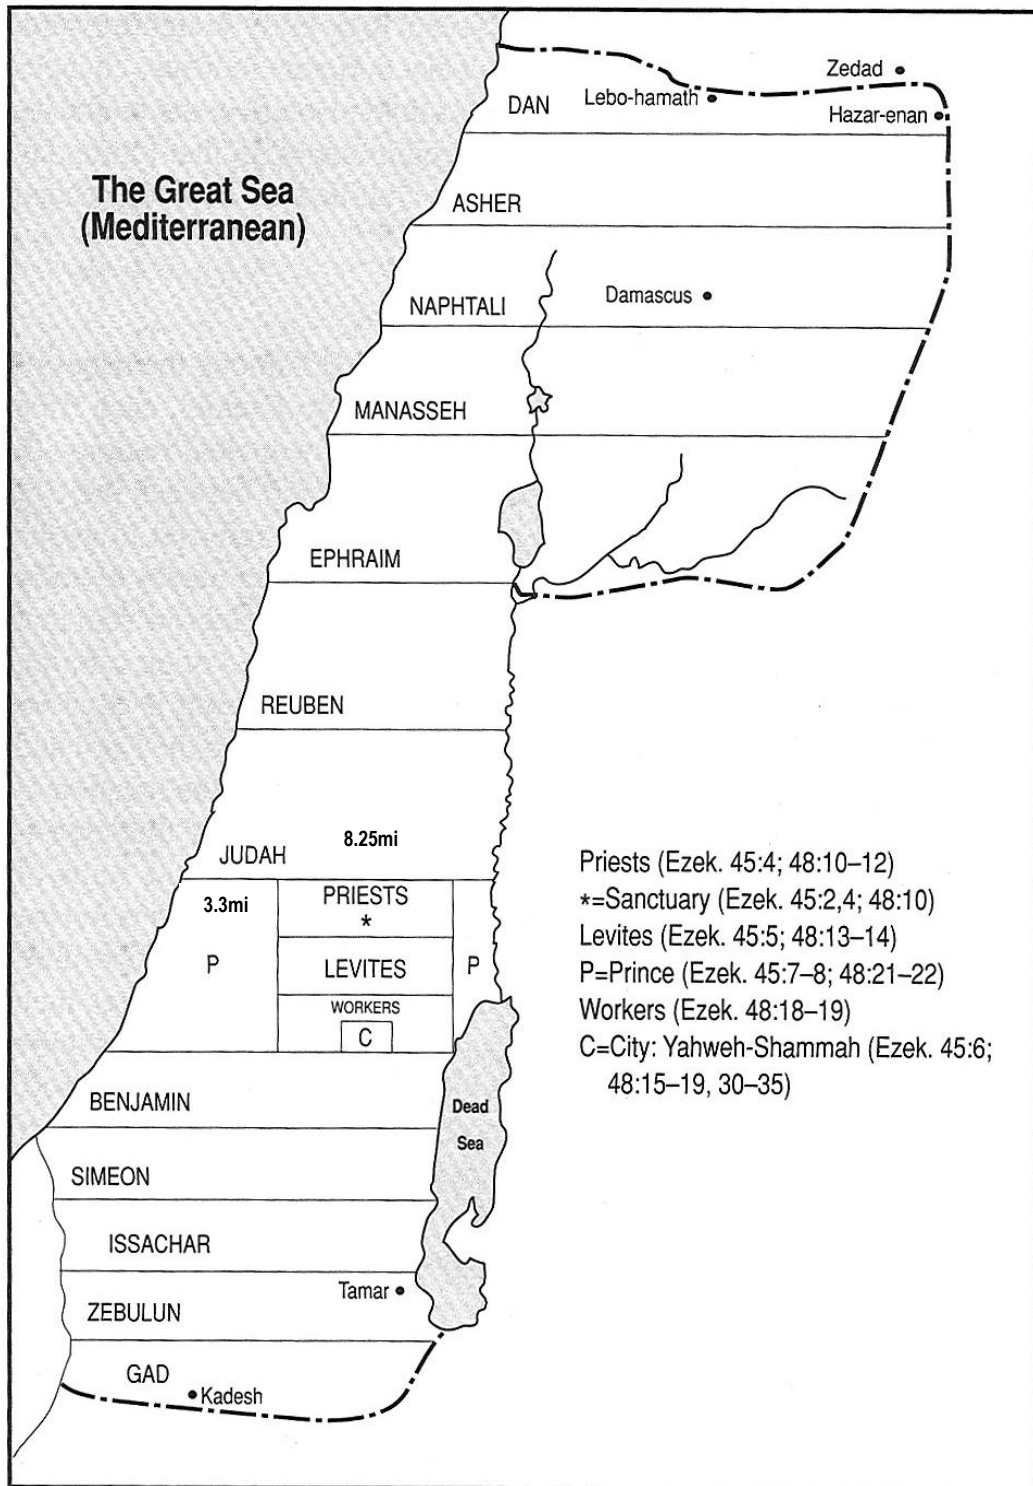 Zedad
Lebo-hamath
DAN
Hazar-enan
The Great Sea
(Mediterranean)
ASHER
Damascus
NAPHTALI
MANASSEH
EPHRAIM
REUBEN
8.25mi
JUDAH
3.3mi
PRIESTS
*
P
LEVITES
P
WORKERS
C
Priests (Ezek. 45:4; 48:10–12)
*=Sanctuary (Ezek. 45:2,4; 48:10)
Levites (Ezek. 45:5; 48:13–14)
P=Prince (Ezek. 45:7–8; 48:21–22)
Workers (Ezek. 48:18–19)
C=City: Yahweh-Shammah (Ezek. 45:6;
48:15–19, 30–35)
BENJAMIN
Dead
Sea
SIMEON
ISSACHAR
Tamar
ZEBULUN
GAD
Kadesh